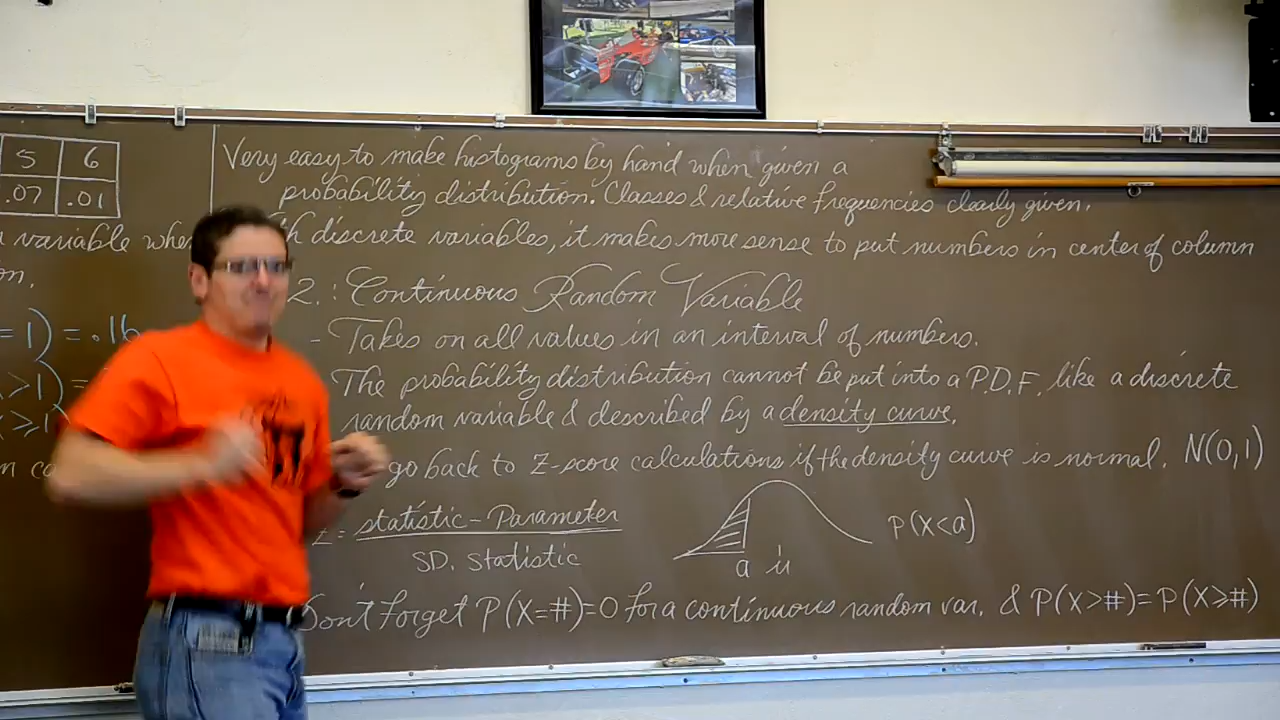 5 6
.07 .01
variable when
on.
=1) = .16
>1) =
≥1)
Very easy to make histograms by hand when given a
probability distribution. Classes & relative frequencies clearly given.
discrete variables, it makes more sense to put numbers in center of column
2.: Continuous Random Variable
- Takes on all values in an interval of numbers.
The probability distribution cannot be put into a P.D.F. like a discrete
random variable & described by a density curve.
go back to Z-score calculations if the density curve is normal. N(0,1)
Z = statistic - Parameter
SD. Statistic
a
P(X<a)
Don't Forget P(X=#)=0 for a continuous random var. & P(X>#)=P(X≥#)